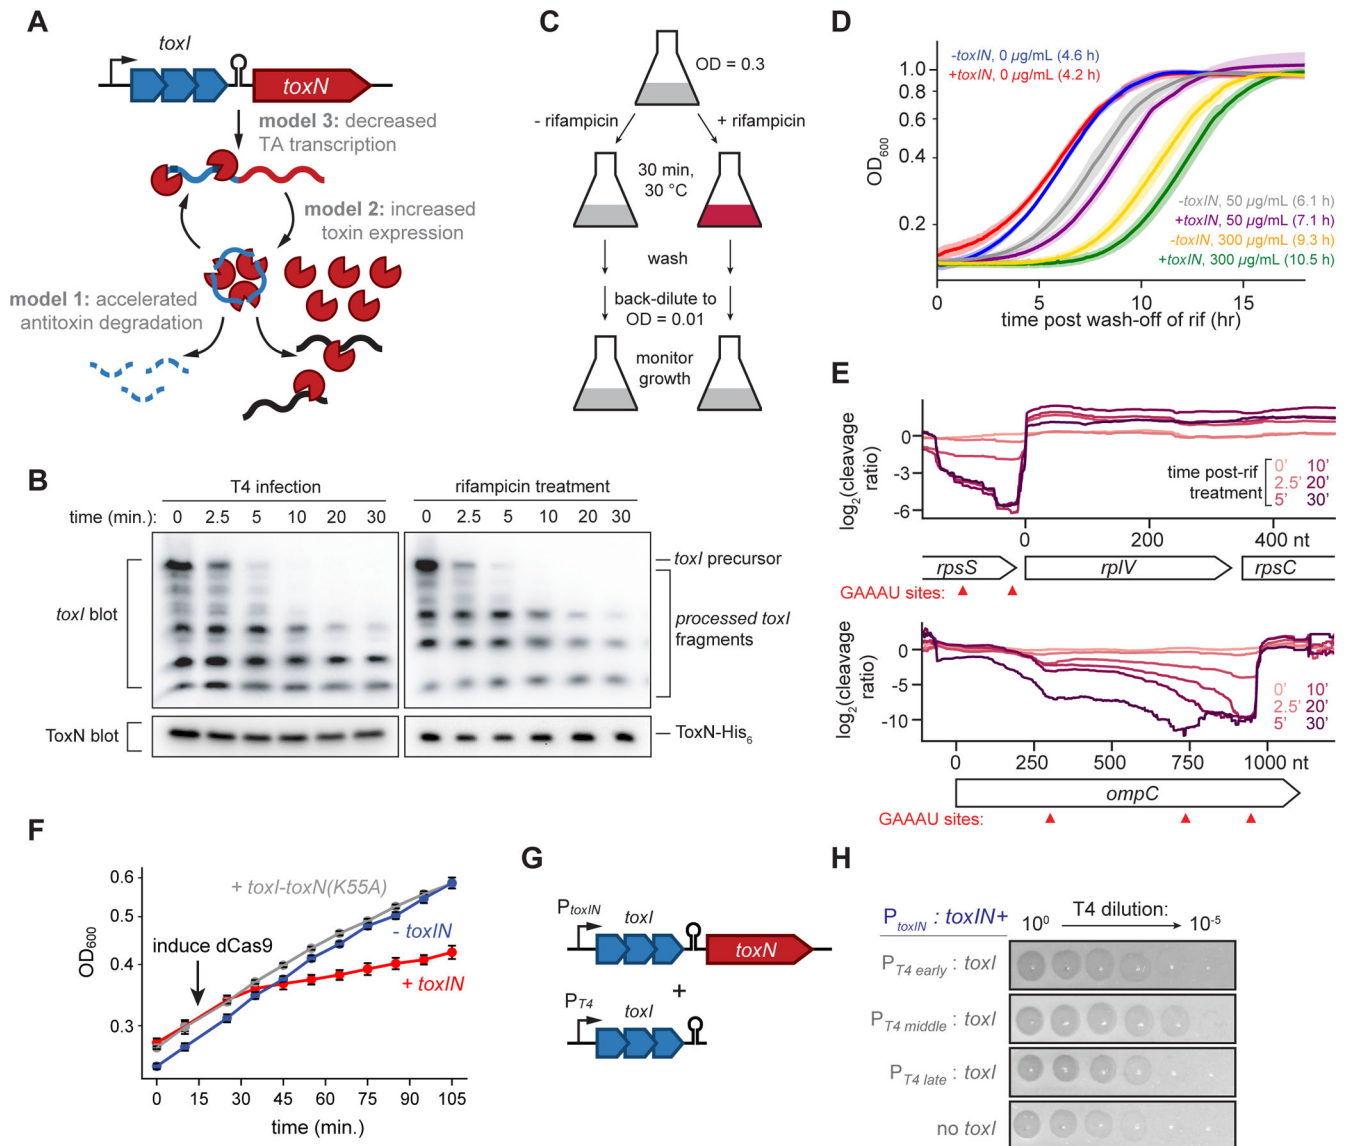 A
toxI
toxN
model 3: decreased
TA transcription
model 2: increased
toxin expression
model 1: accelerated
antitoxin degradation
B
T4 infection
rifampicin treatment
time (min.): 0 2.5 5 10 20 30 0 2.5 5 10 20 30
toxI precursor
toxI blot
processed toxI
fragments
ToxN blot
ToxN-His6
C
OD = 0.3
- rifampicin
+ rifampicin
30 min,
30 °C
wash
back-dilute to
OD = 0.01
monitor
growth
D
OD600
1.0
0.8
0.6
0.4
0.2
-toxIN, 0 µg/mL (4.6 h)
+toxIN, 0 µg/mL (4.2 h)
-toxIN, 50 µg/mL (6.1 h)
+toxIN, 50 µg/mL (7.1 h)
-toxIN, 300 µg/mL (9.3 h)
+toxIN, 300 µg/mL (10.5 h)
0 5 10 15
time post wash-off of rif (hr)
E
log2(cleavage
ratio)
0
-3
-6
time post-rif
treatment
0' 10'
2.5' 20'
5' 30'
0 200 400 nt
rpsS
rplV
rpsC
GAAAU sites:
log2(cleavage
ratio)
0
-5
-10
0' 10'
2.5' 20'
5' 30'
0 250 500 750 1000 nt
ompC
GAAAU sites:
F
OD600
0.6
0.5
0.4
0.3
+ toxI-toxN(K55A)
- toxIN
+ toxIN
induce dCas9
0 15 30 45 60 75 90 105
time (min.)
G
PtoxIN
toxI
toxN
+
PT4
toxI
H
PtoxIN : toxIN+
T4 dilution:
10^0
10^-5
PT4 early : toxI
PT4 middle : toxI
PT4 late : toxI
no toxI